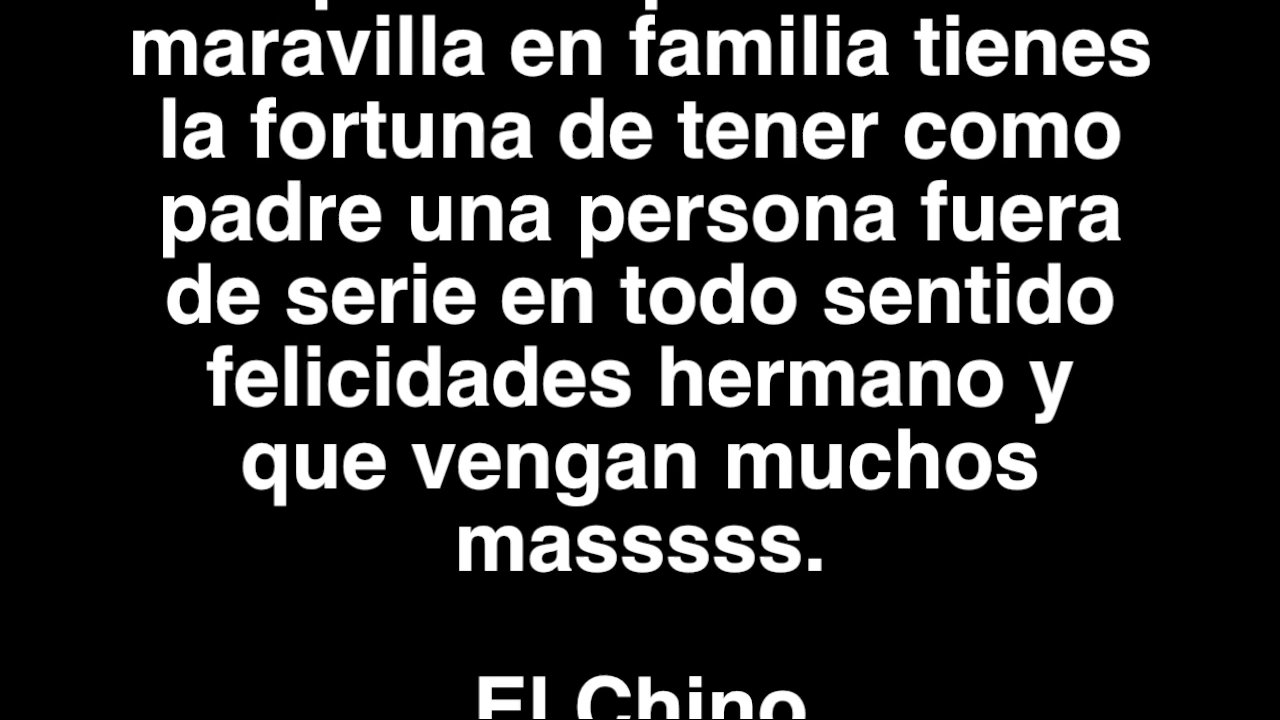 maravilla en familia tienes
la fortuna de tener como
padre una persona fuera
de serie en todo sentido
felicidades hermano y
que vengan muchos
masssss.
El Chino